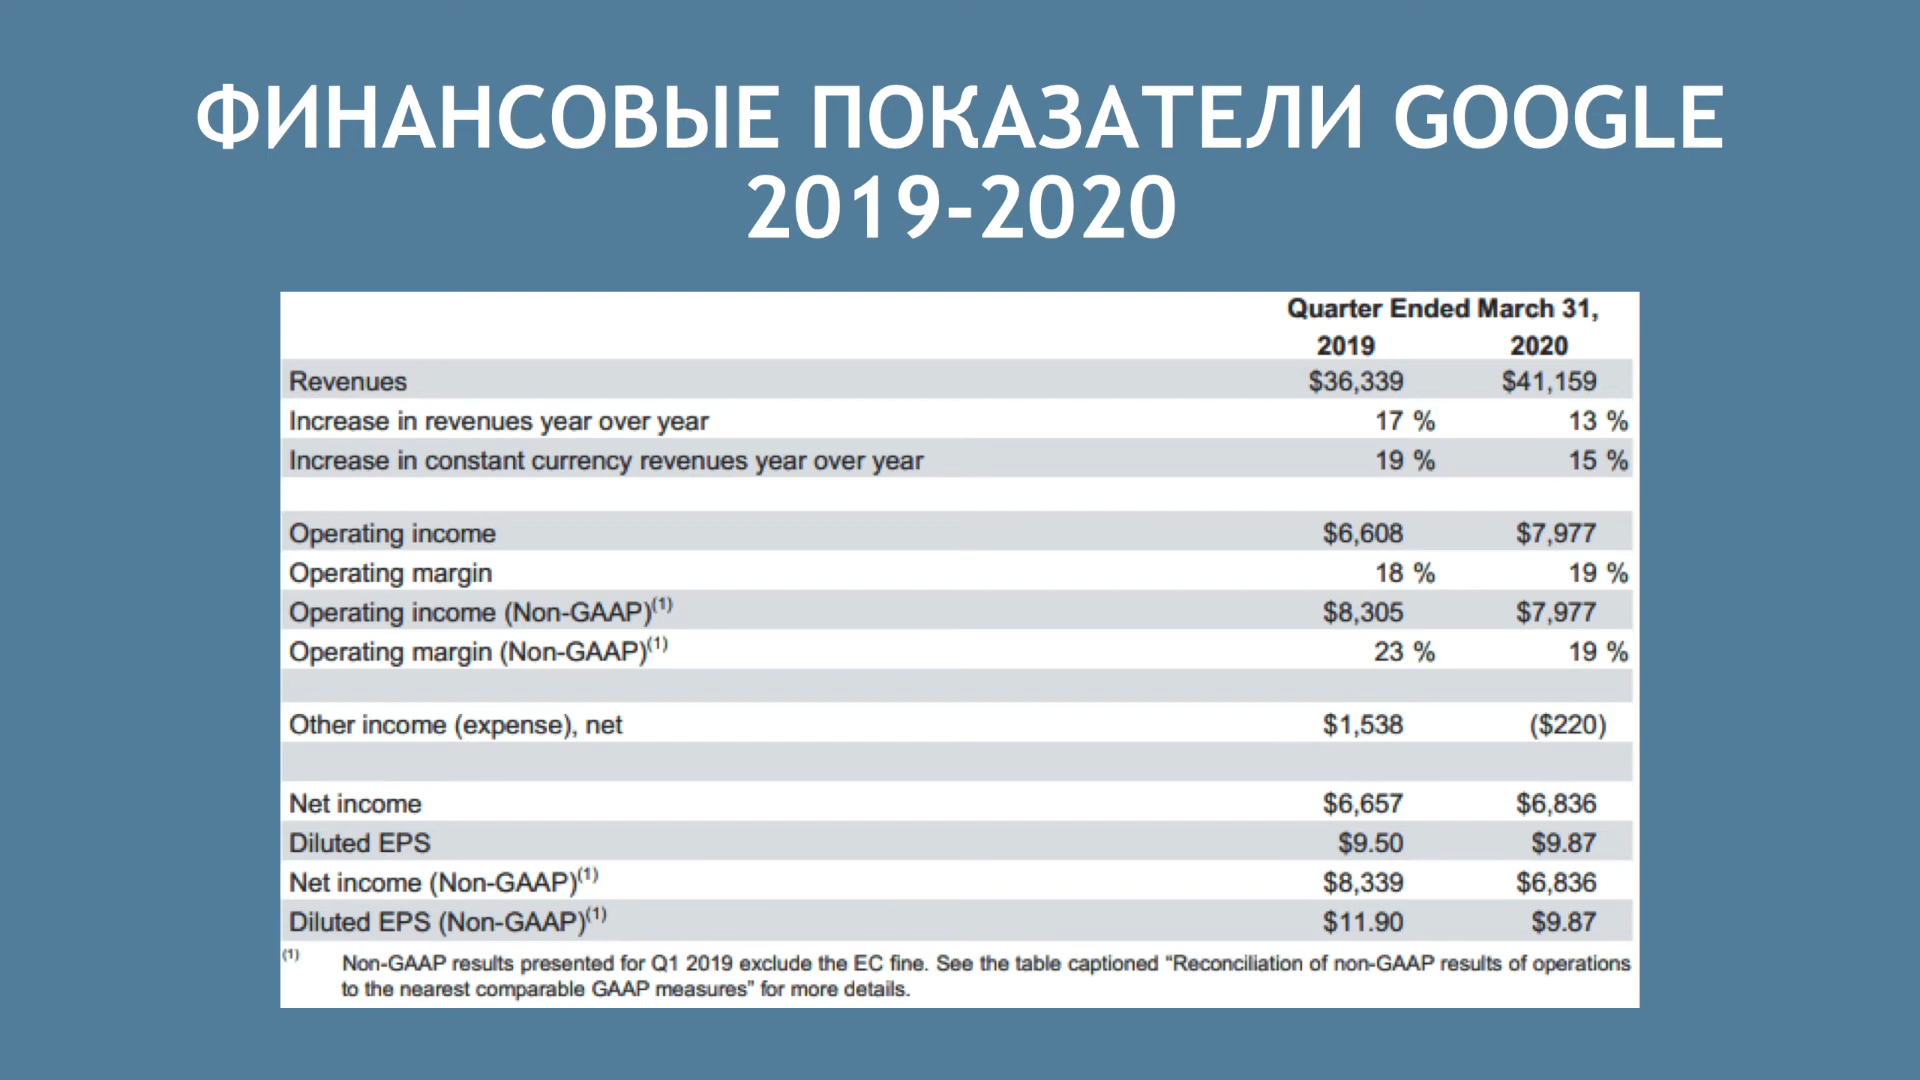 ФИНАНСОВЫЕ ПОКАЗАТЕЛИ GOOGLE
2019-2020
Quarter Ended March 31,
2019 2020
Revenues $36,339 $41,159
Increase in revenues year over year 17 % 13 %
Increase in constant currency revenues year over year 19 % 15 %
Operating income $6,608 $7,977
Operating margin 18 % 19 %
Operating income (Non-GAAP)(1) $8,305 $7,977
Operating margin (Non-GAAP)(1) 23 % 19 %
Other income (expense), net $1,538 ($220)
Net income $6,657 $6,836
Diluted EPS $9.50 $9.87
Net income (Non-GAAP)(1) $8,339 $6,836
Diluted EPS (Non-GAAP)(1) $11.90 $9.87
(1) Non-GAAP results presented for Q1 2019 exclude the EC fine. See the table captioned “Reconciliation of non-GAAP results of operations
to the nearest comparable GAAP measures” for more details.